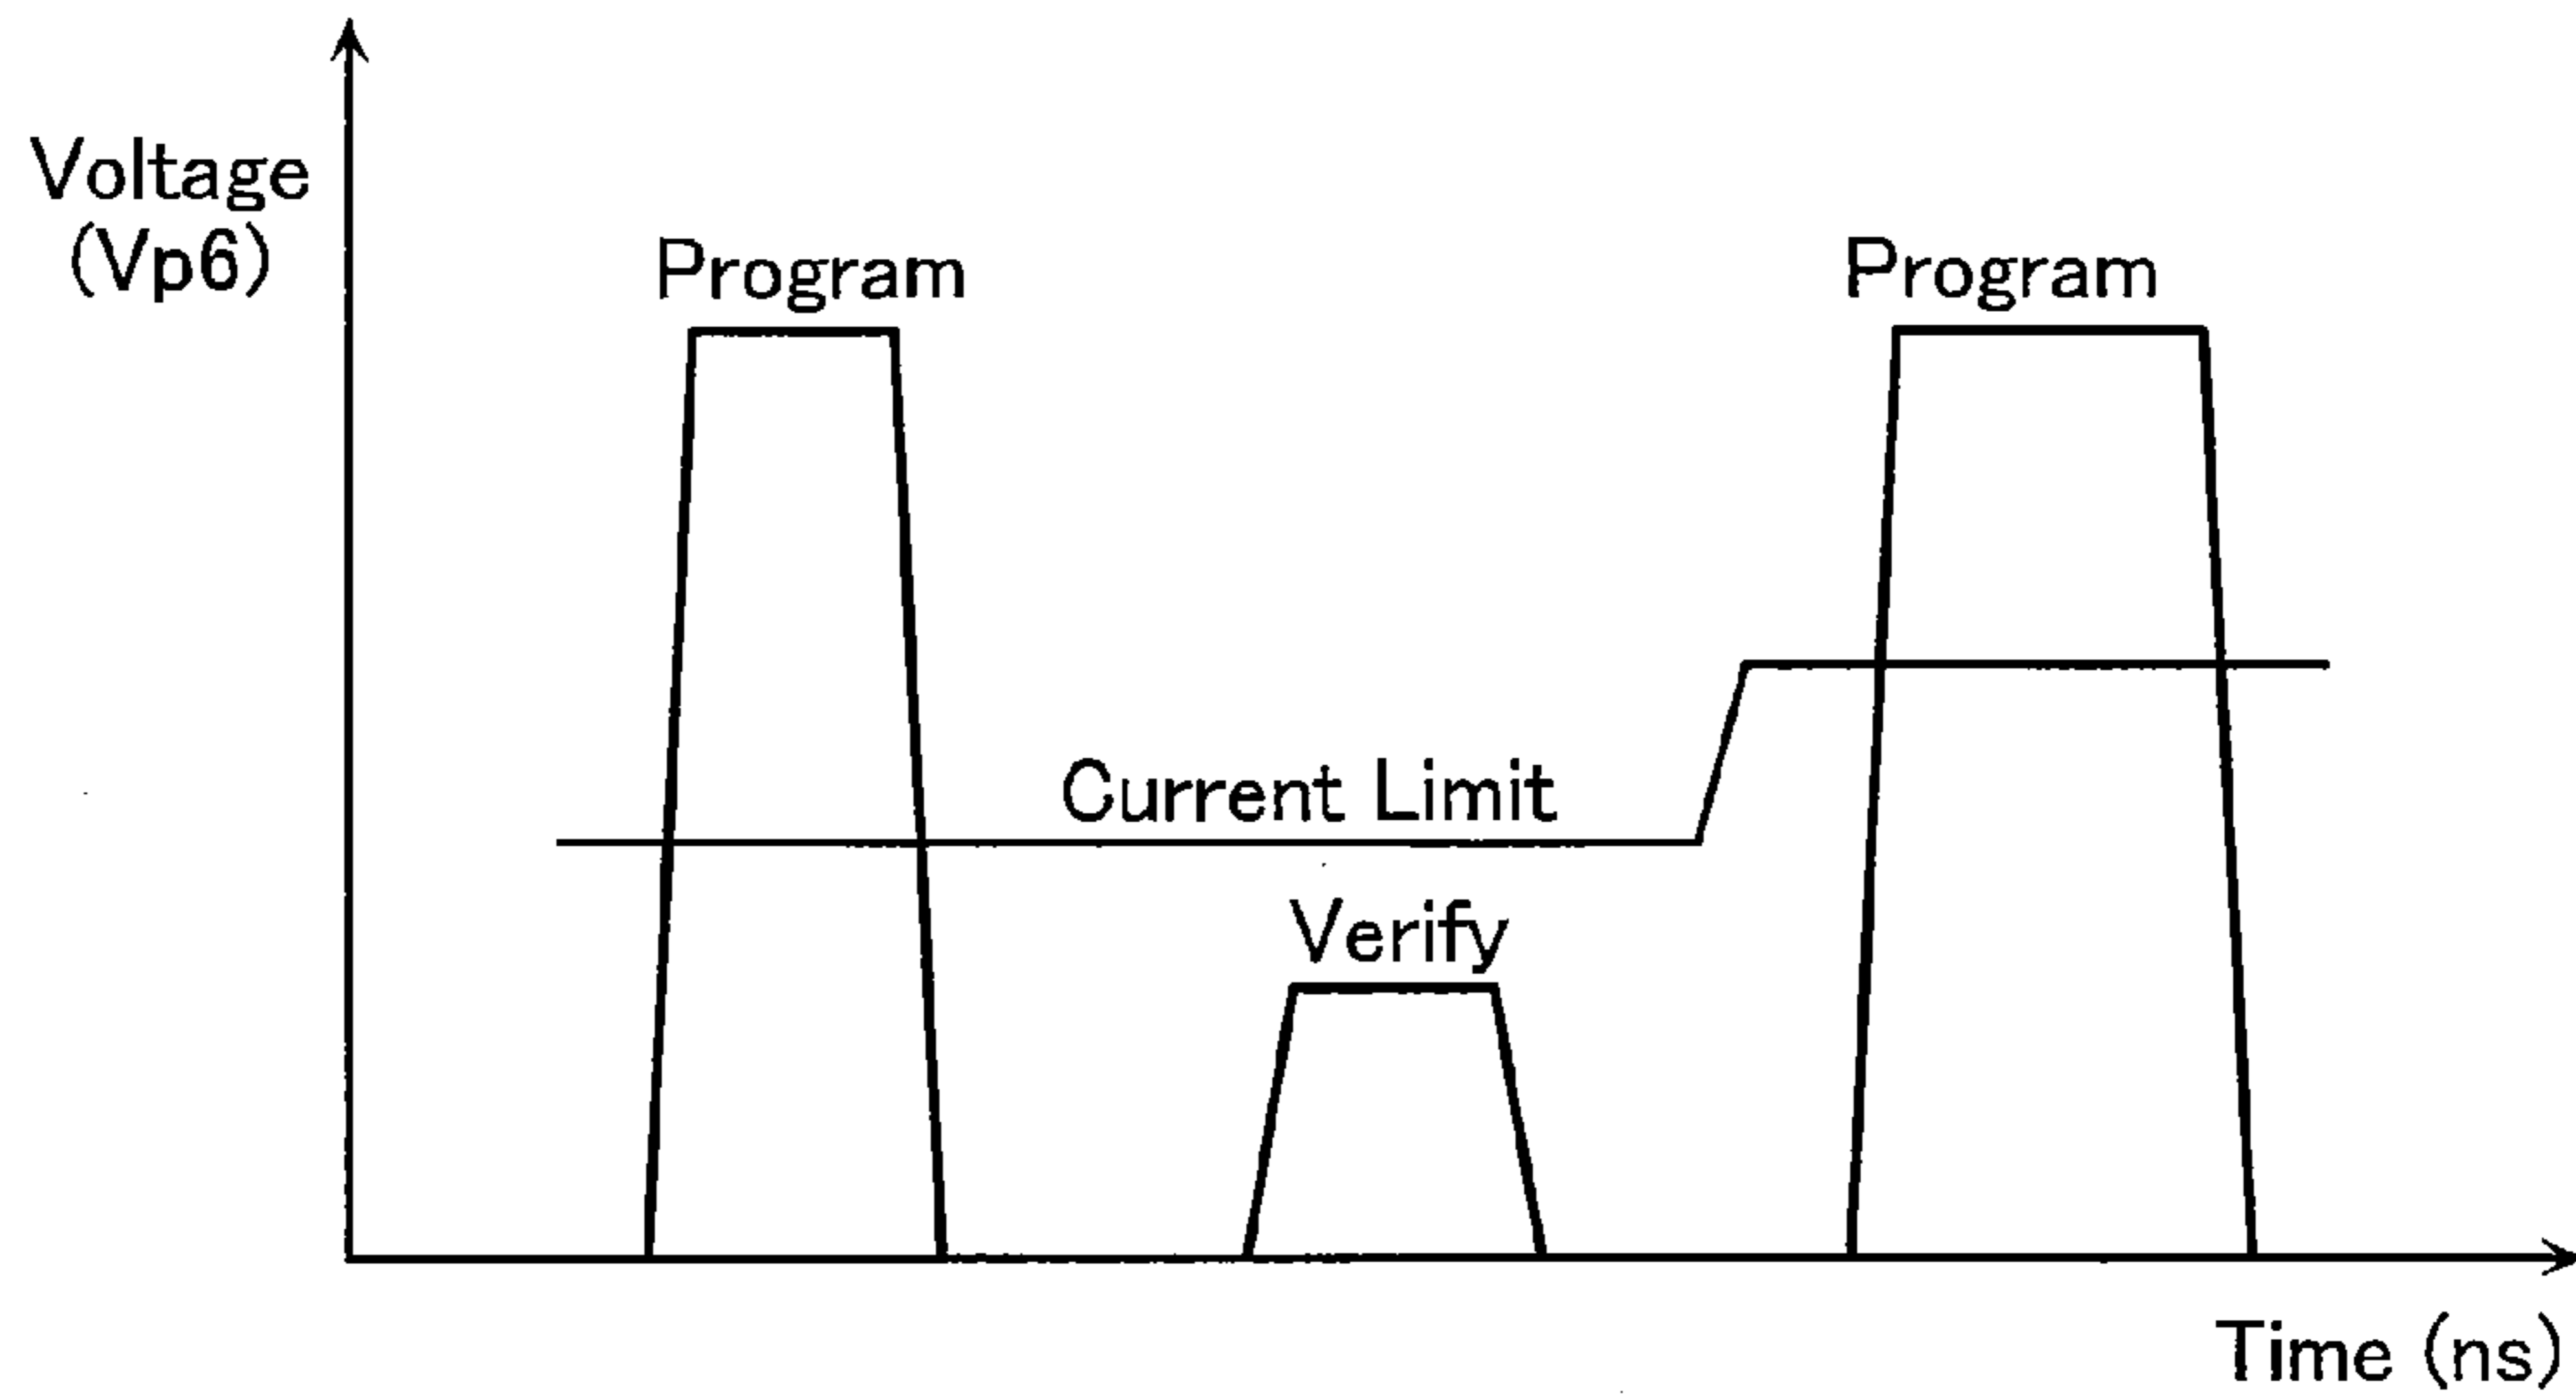 Voltage
(Vp6)
Program
Program
Current Limit
Verify
Time (ns)